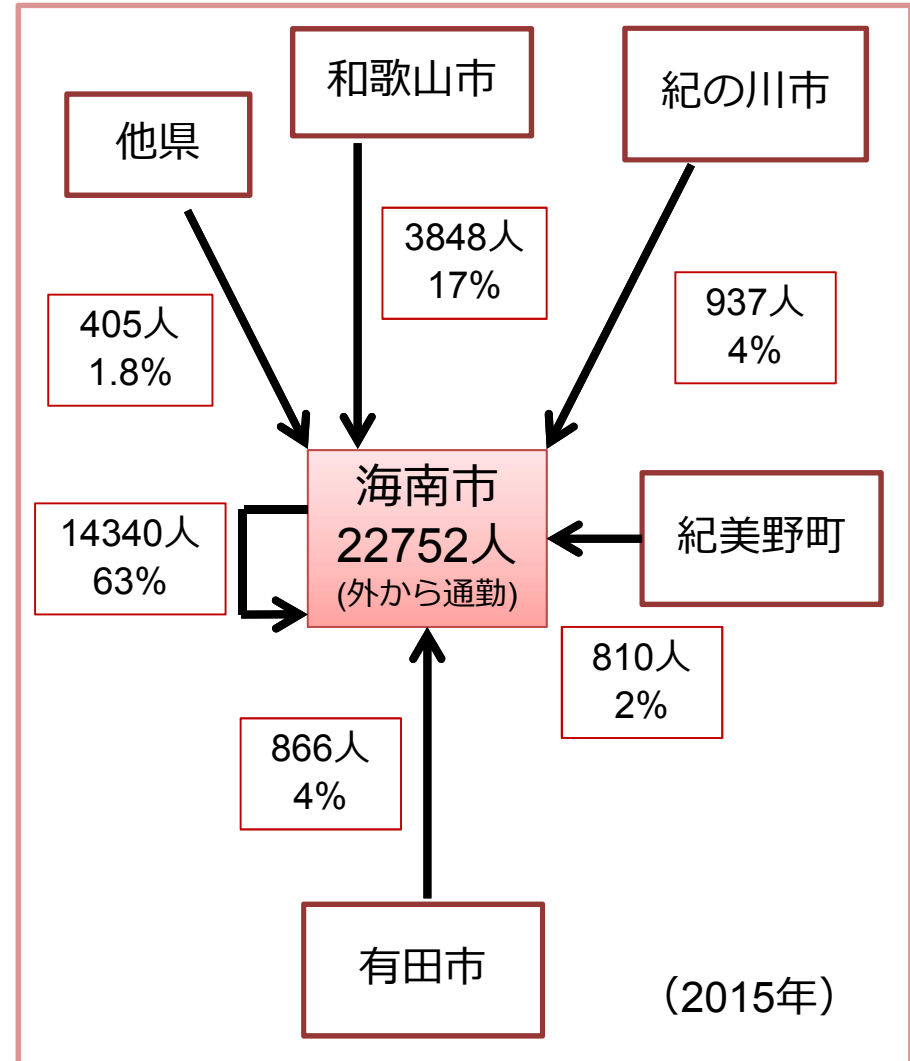 和歌山市
紀の川市
他県
3848人
17%
937人
4%
405人
1.8%
海南市
22752人
(外から通勤)
紀美野町
14340人
63%
810人
2%
866人
4%
有田市
（2015年）